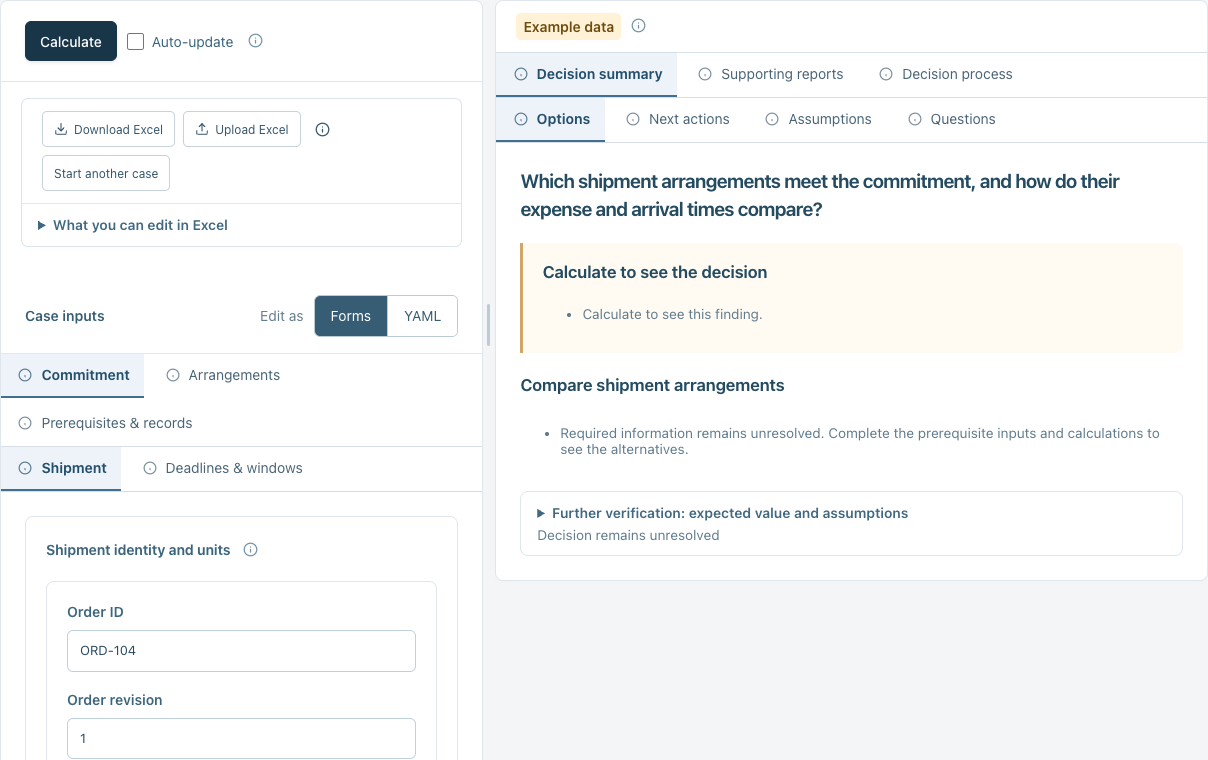 Calculate
Auto-update
Download Excel
Upload Excel
Start another case
What you can edit in Excel
Case inputs
Edit as
Forms
YAML
Commitment
Arrangements
Prerequisites & records
Shipment
Deadlines & windows
Shipment identity and units
Order ID
ORD-104
Order revision
1
Example data
Decision summary
Supporting reports
Decision process
Options
Next actions
Assumptions
Questions
Which shipment arrangements meet the commitment, and how do their
expense and arrival times compare?
Calculate to see the decision
Calculate to see this finding.
Compare shipment arrangements
Required information remains unresolved. Complete the prerequisite inputs and calculations to
see the alternatives.
Further verification: expected value and assumptions
Decision remains unresolved